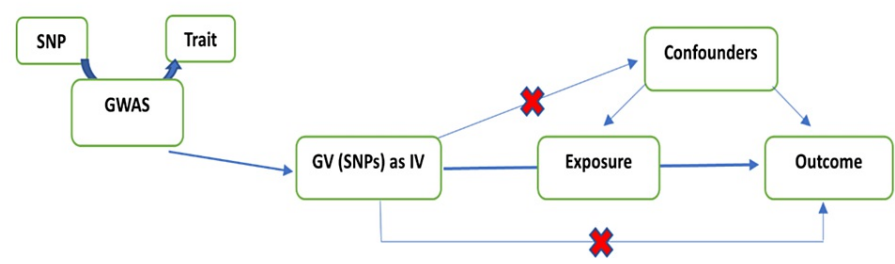 SNP
Trait
GWAS
Confounders
GV (SNPs) as IV
Exposure
Outcome